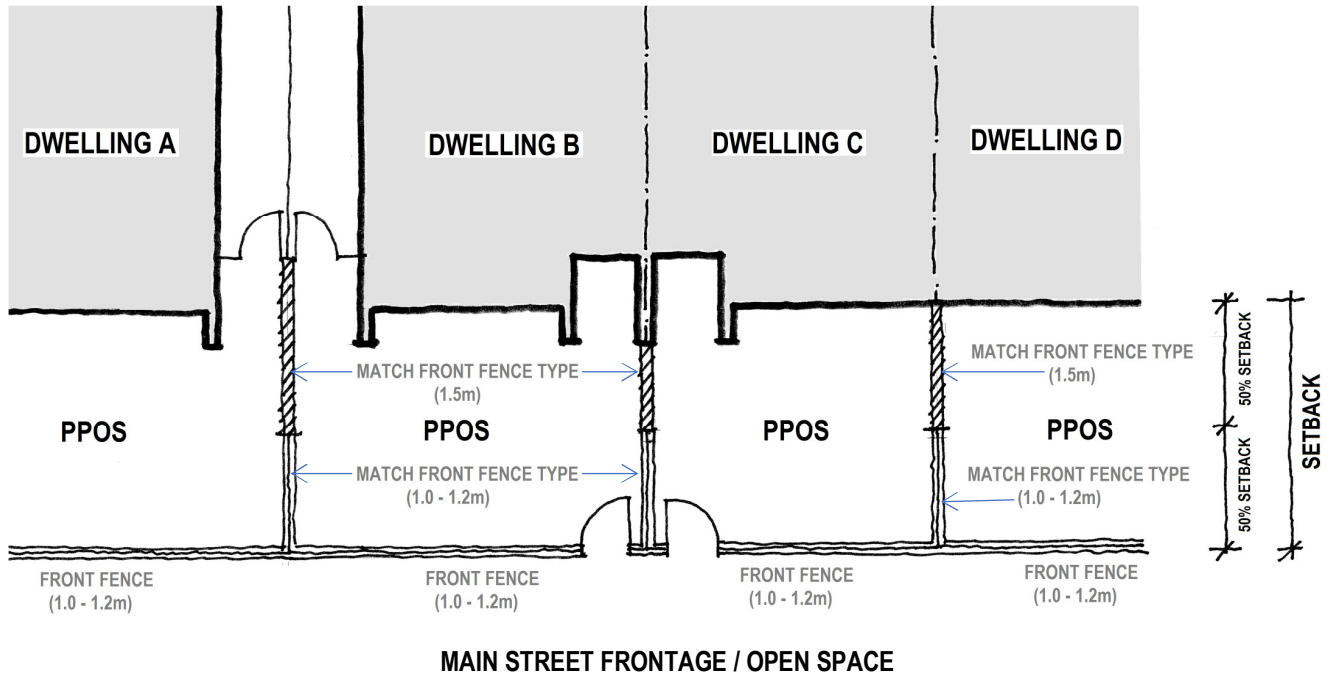 DWELLING A
DWELLING B
DWELLING C
DWELLING D
MATCH FRONT FENCE TYPE
(1.5m)
MATCH FRONT FENCE TYPE
(1.5m)
50% SETBACK
SETBACK
PPOS
PPOS
PPOS
PPOS
MATCH FRONT FENCE TYPE
(1.0 - 1.2m)
MATCH FRONT FENCE TYPE
(1.0 - 1.2m)
50% SETBACK
FRONT FENCE
(1.0 - 1.2m)
FRONT FENCE
(1.0 - 1.2m)
FRONT FENCE
(1.0 - 1.2m)
FRONT FENCE
(1.0 - 1.2m)
MAIN STREET FRONTAGE / OPEN SPACE